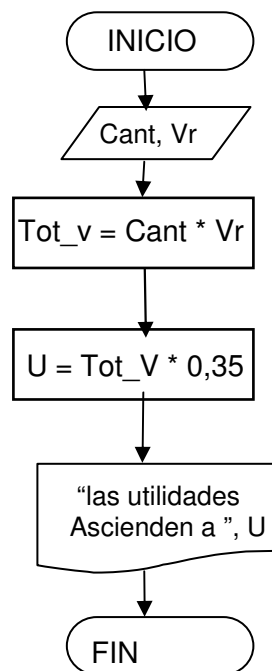 INICIO
Cant, Vr
Tot_v = Cant * Vr
U = Tot_V * 0,35
“las utilidades
Ascienden a ”, U
FIN